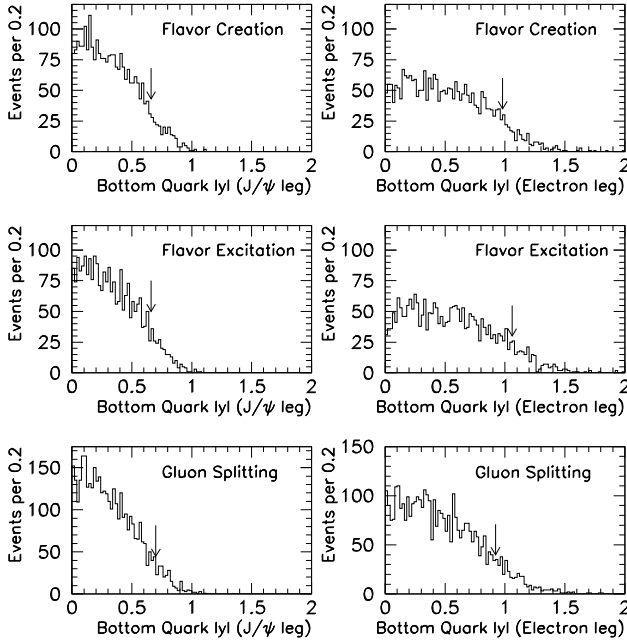 Events per 0.2
100
75
50
25
0
Flavor Creation
0 0.5 1 1.5 2
Bottom Quark |y| (J/ψ leg)
Events per 0.2
100
75
50
25
0
Flavor Creation
0 0.5 1 1.5 2
Bottom Quark |y| (Electron leg)
Events per 0.2
100
75
50
25
0
Flavor Excitation
0 0.5 1 1.5 2
Bottom Quark |y| (J/ψ leg)
Events per 0.2
100
75
50
25
0
Flavor Excitation
0 0.5 1 1.5 2
Bottom Quark |y| (Electron leg)
Events per 0.2
150
100
50
0
Gluon Splitting
0 0.5 1 1.5 2
Bottom Quark |y| (J/ψ leg)
Events per 0.2
150
100
50
0
Gluon Splitting
0 0.5 1 1.5 2
Bottom Quark |y| (Electron leg)